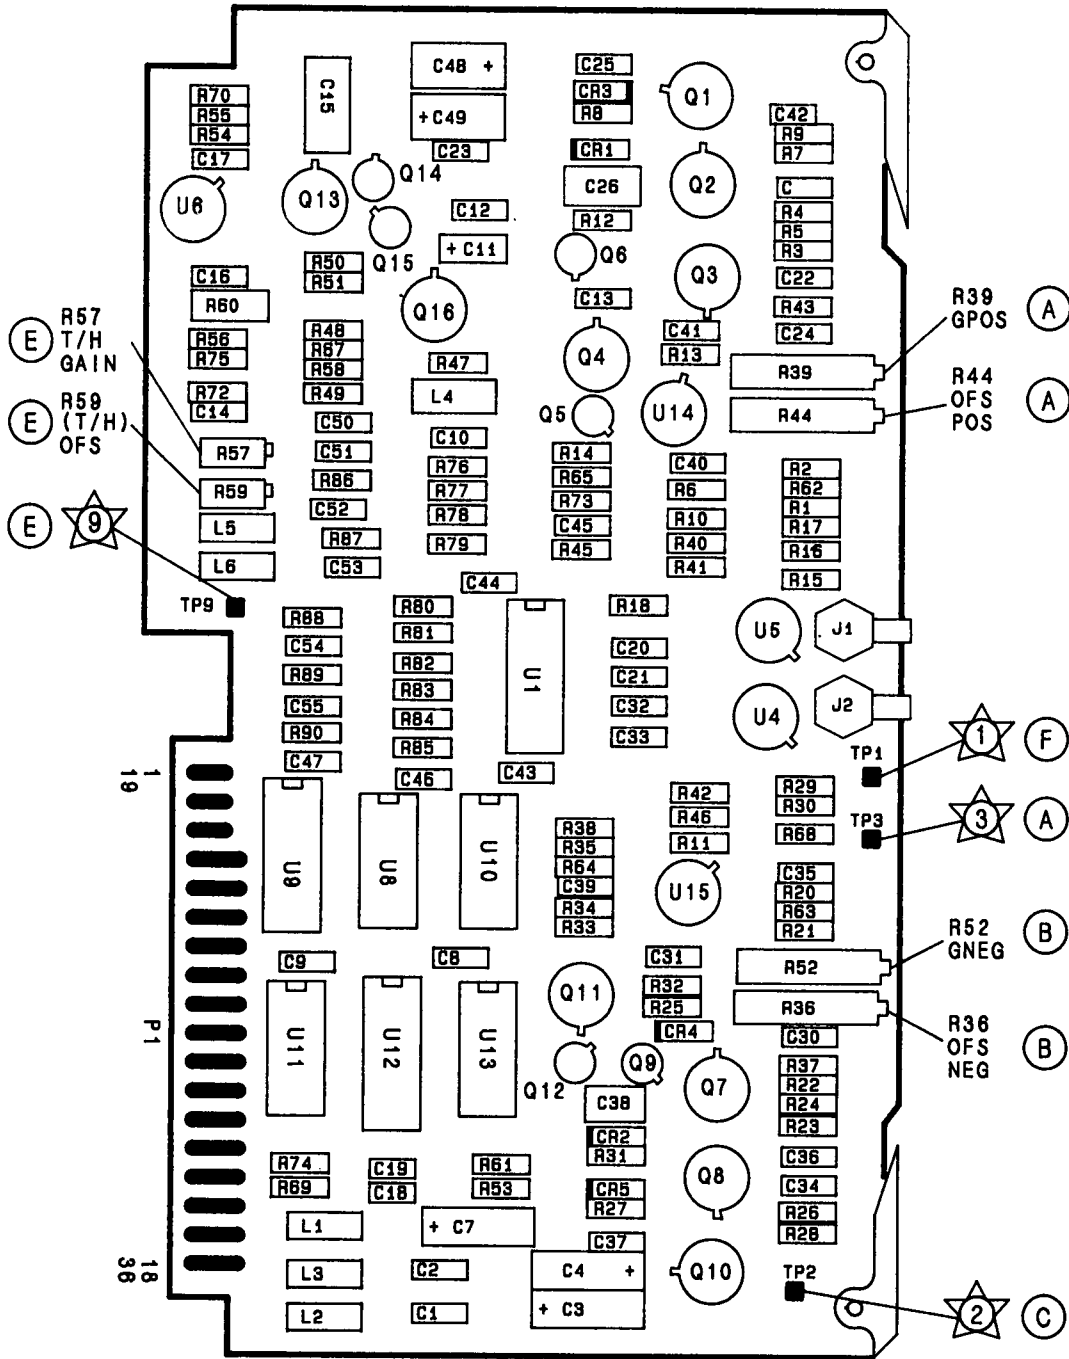 C48 +
C25
C15
CR3
Q1
R70
+ C49
R8
R55
C42
R54
R9
C23
CR1
R7
C17
Q14
Q2
C26
C
U6
Q13
C12
R4
R12
Q15
R5
+ C11
Q6
R3
R50
Q3
C16
R51
C22
R60
Q16
C13
R43
R39
GPOS
A
R57
T/H
GAIN
E
R56
R48
C41
C24
R75
R67
Q4
R13
R58
R47
R39
R44
OFS
POS
A
R72
R49
L4
R59
(T/H)
OFS
E
C14
C50
Q5
U14
R44
C10
R57
C51
R14
C40
R2
R76
R65
R62
R59
R86
R77
R73
R6
R1
C52
R78
C45
R10
R17
E
9
L5
R87
R79
R45
R40
R16
L6
C53
R41
R15
C44
TP9
R88
R80
R18
U5
J1
R81
C54
C20
R82
U1
R89
C21
R83
C55
C32
U4
J2
R84
R90
C33
1
F
R85
TP1
C47
C46
C43
1
19
R42
R29
R30
R46
TP3
3
A
R38
R68
R35
R11
U9
U8
U10
R64
C35
C39
U15
R20
R34
R63
R33
R21
R52
GNEG
B
C9
C8
C31
R52
Q11
R32
R25
R36
R36
OFS
NEG
B
P1
U11
U12
U13
CR4
C30
Q12
Q9
R37
Q7
R22
C38
R24
R23
CR2
R31
C36
R74
C19
R61
Q8
R69
C18
R53
CR5
C34
R27
R26
L1
+ C7
R28
C37
18
36
L3
C2
C4 +
Q10
TP2
L2
C1
+ C3
2
C